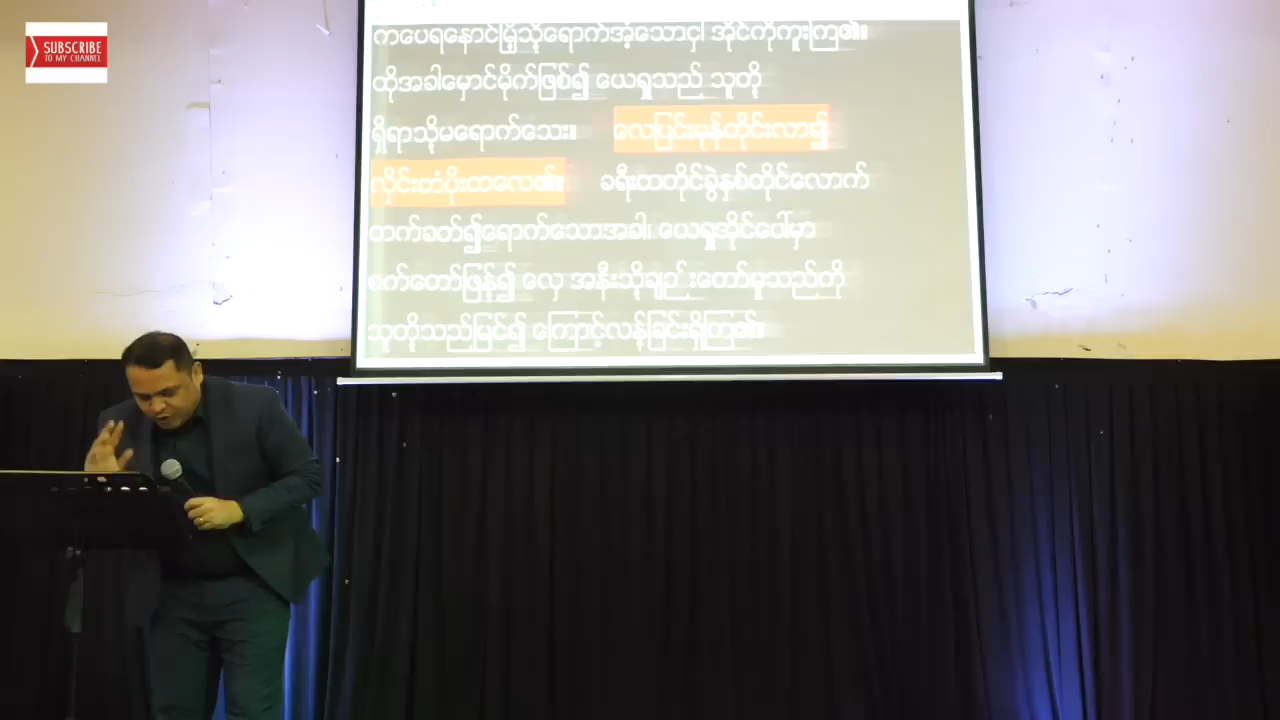 SUBSCRIBE
TO MY CHANNEL
ကပေရနောင်မြို့သို့ရောက်အံ့သောငှါ အိုင်ကိုကူးကြ၏။
ထိုအခါမှောင်မိုက်ဖြစ်၍ ယေရှုသည် သူတို့
ရှိရာသို့မရောက်သေး။ လေပြင်းမုန်တိုင်းလာ၍
လှိုင်းတံပိုးထလေ၏။ ခရီးတတိုင်ခွဲနှစ်တိုင်လောက်
တက်ခတ်၍ရောက်သောအခါ၊ ယေရှုအိုင်ပေါ်မှာ
စက်တော်ဖြန့်၍ လှေ အနီးသို့ချဉ်းတော်မူသည်ကို
သူတို့သည်မြင်၍ ကြောင့်လန့်ခြင်းရှိကြ၏။